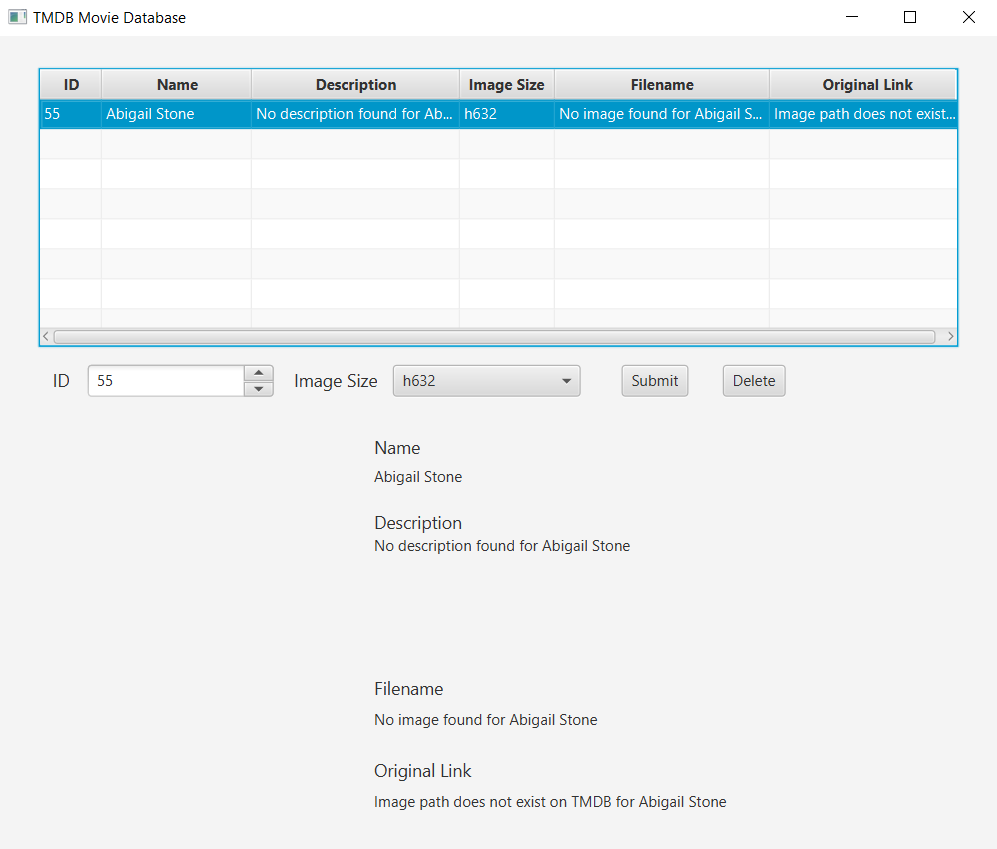 TMDB Movie Database
ID Name Description Image Size Filename Original Link
55 Abigail Stone No description found for Ab... h632 No image found for Abigail S... Image path does not exist...
ID 55 Image Size h632 Submit Delete
Name
Abigail Stone
Description
No description found for Abigail Stone
Filename
No image found for Abigail Stone
Original Link
Image path does not exist on TMDB for Abigail Stone